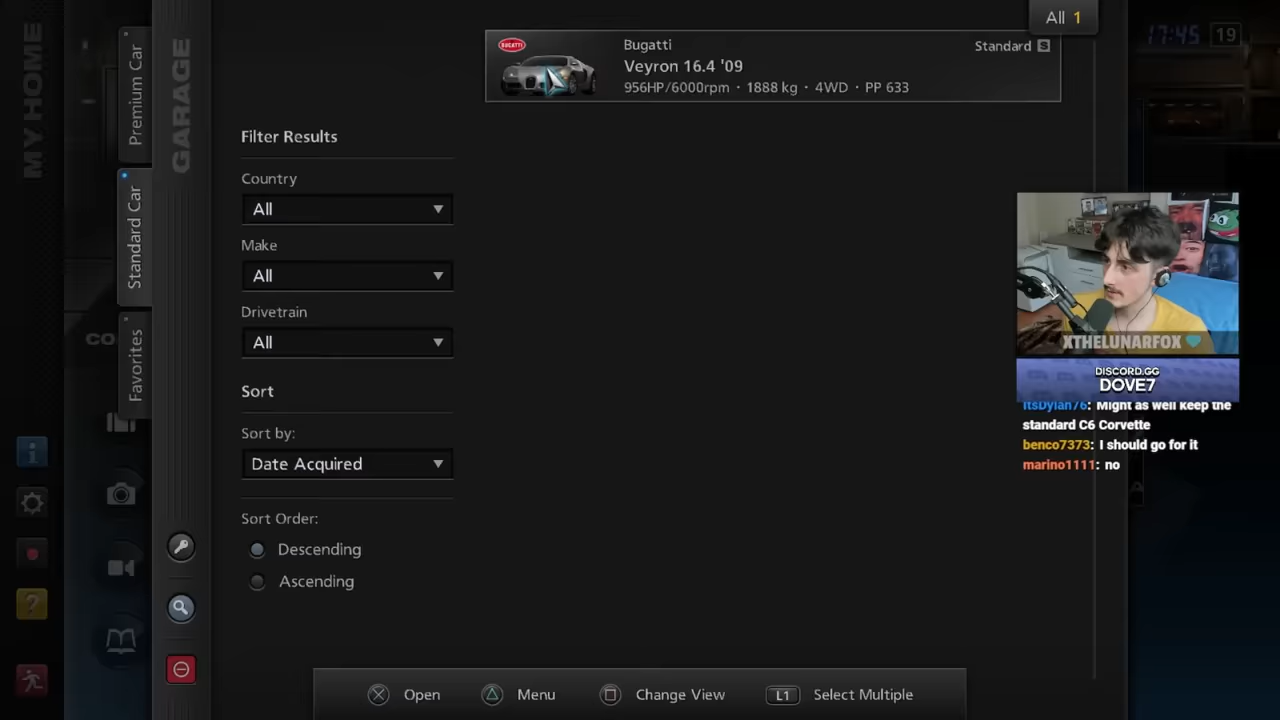 All 1
17:45 19
MY HOME
GARAGE
Premium Car
Standard Car
Favorites
CO
BUGATTI
Bugatti
Standard S
Veyron 16.4 '09
956HP/6000rpm · 1888 kg · 4WD · PP 633
Filter Results
Country
All
Make
All
Drivetrain
All
Sort
Sort by:
Date Acquired
Sort Order:
Descending
Ascending
XTHELUNARFOX
DISCORD.GG
DOVE7
ItsDylan76: Might as well keep the
standard C6 Corvette
benco7373: I should go for it
marino1111: no
Open
Menu
Change View
L1 Select Multiple